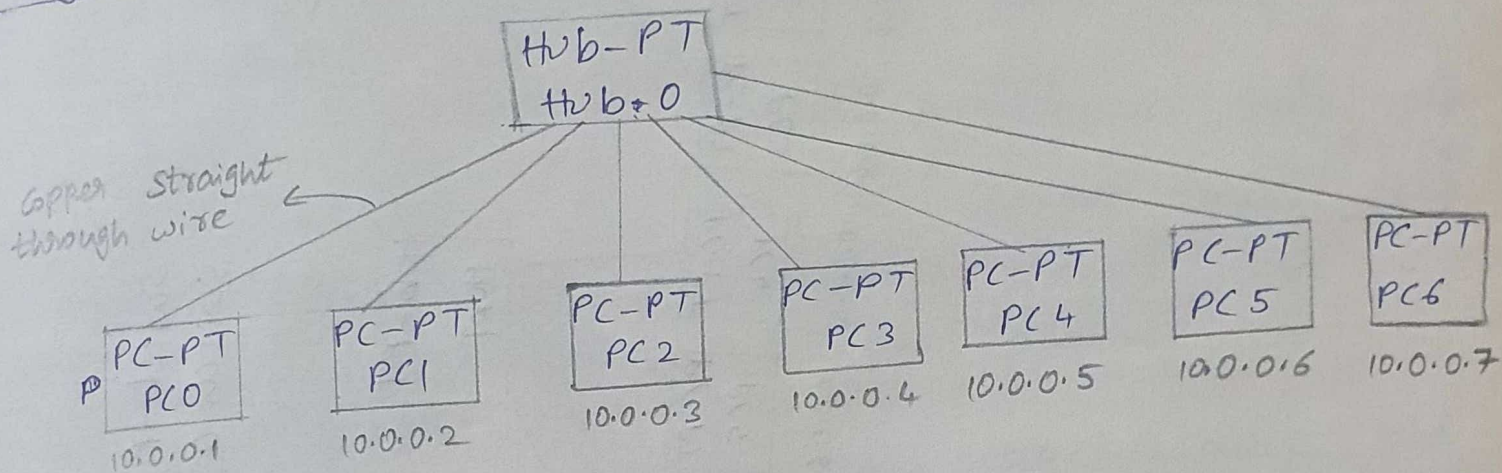 Hub-PT
Hub.0
copper straight
through wire
PC-PT
PC0
P
10.0.0.1
PC-PT
PC1
10.0.0.2
PC-PT
PC2
10.0.0.3
PC-PT
PC3
10.0.0.4
PC-PT
PC4
10.0.0.5
PC-PT
PC5
10.0.0.6
PC-PT
PC6
10.0.0.7